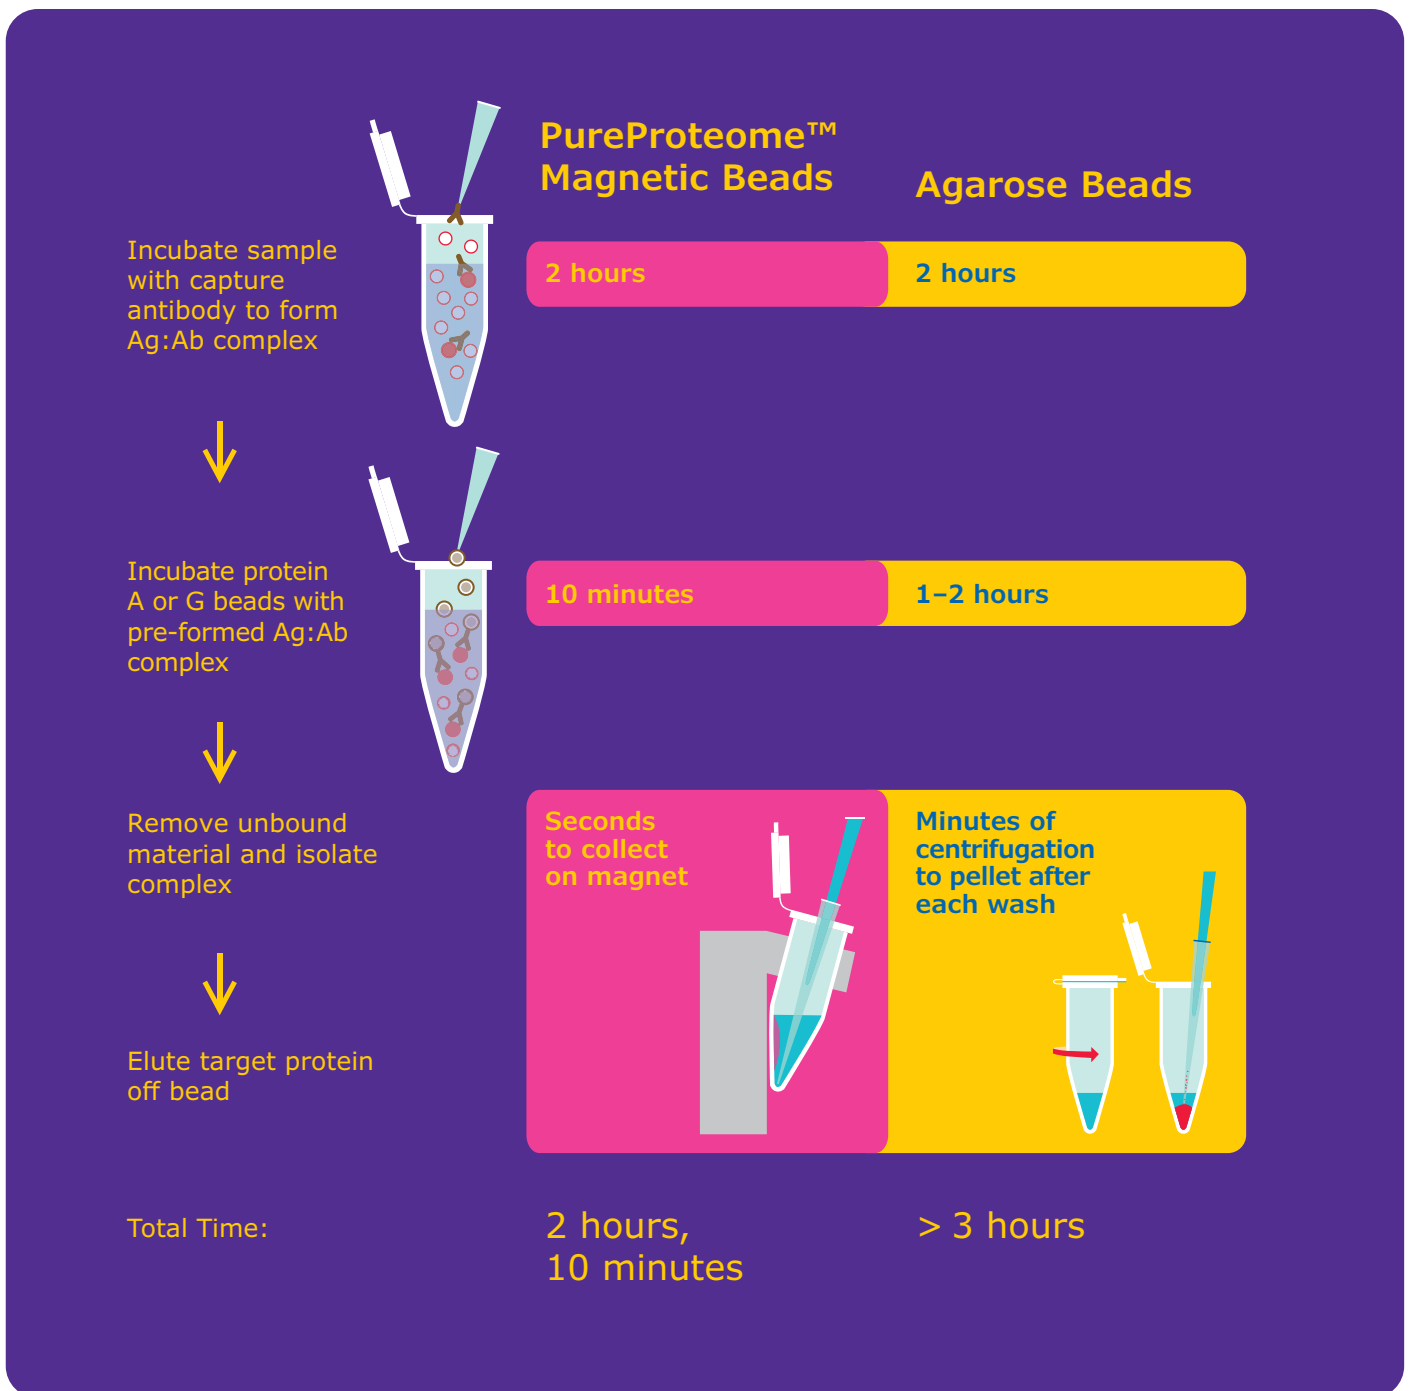 PureProteome™
Magnetic Beads
Agarose Beads
Incubate sample
with capture
antibody to form
Ag:Ab complex
2 hours
2 hours
Incubate protein
A or G beads with
pre-formed Ag:Ab
complex
10 minutes
1–2 hours
Remove unbound
material and isolate
complex
Seconds
to collect
on magnet
Minutes of
centrifugation
to pellet after
each wash
Elute target protein
off bead
Total Time:
2 hours,
10 minutes
> 3 hours